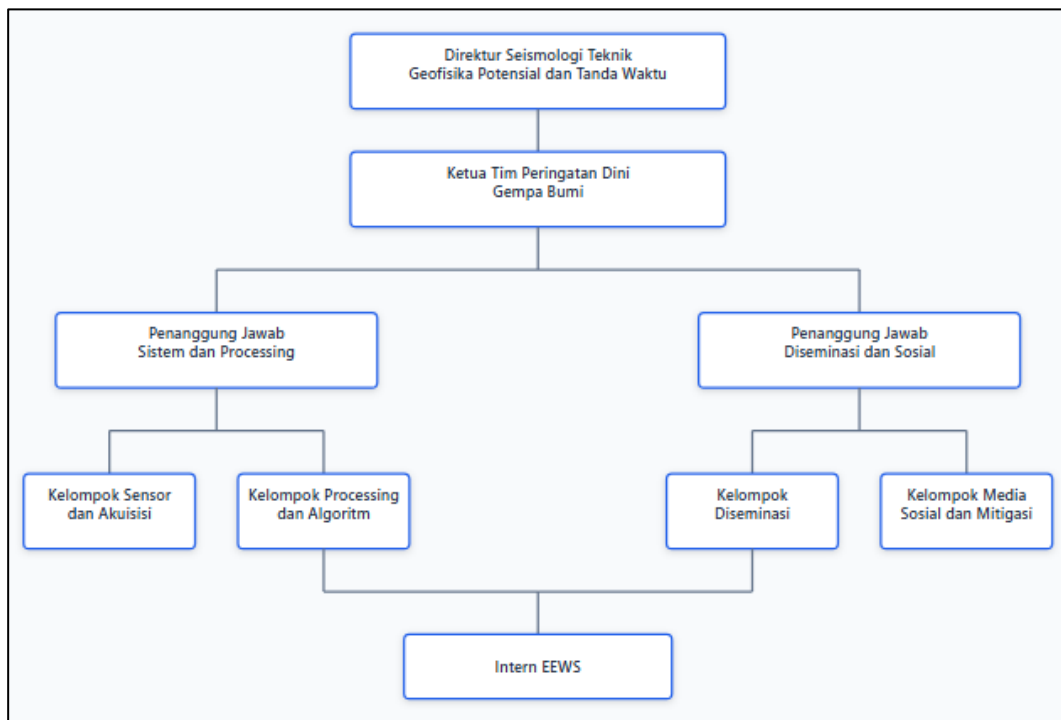 Direktur Seismologi Teknik
Geofisika Potensial dan Tanda Waktu
Ketua Tim Peringatan Dini
Gempa Bumi
Penanggung Jawab
Sistem dan Processing
Penanggung Jawab
Diseminasi dan Sosial
Kelompok Sensor
dan Akuisisi
Kelompok Processing
dan Algoritm
Kelompok
Diseminasi
Kelompok Media
Sosial dan Mitigasi
Intern EEWS